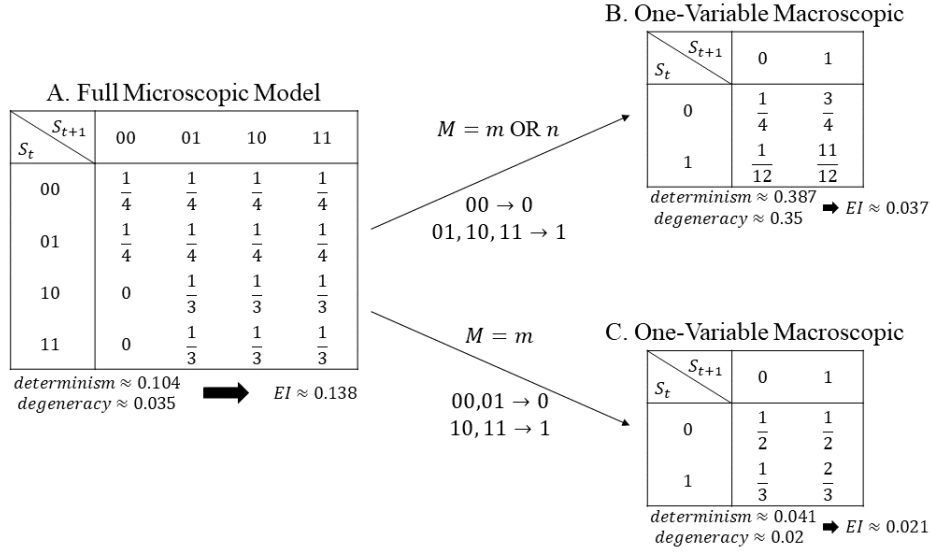 A. Full Microscopic Model
S_t S_{t+1} 00 01 10 11
00 1/4 1/4 1/4 1/4
01 1/4 1/4 1/4 1/4
10 0 1/3 1/3 1/3
11 0 1/3 1/3 1/3
determinism ≈ 0.104
degeneracy ≈ 0.035
➡ EI ≈ 0.138
M = m OR n
00 → 0
01, 10, 11 → 1
B. One-Variable Macroscopic
S_t S_{t+1} 0 1
0 1/4 3/4
1 1/12 11/12
determinism ≈ 0.387
degeneracy ≈ 0.35
➡ EI ≈ 0.037
M = m
00,01 → 0
10, 11 → 1
C. One-Variable Macroscopic
S_t S_{t+1} 0 1
0 1/2 1/2
1 1/3 2/3
determinism ≈ 0.041
degeneracy ≈ 0.02
➡ EI ≈ 0.021